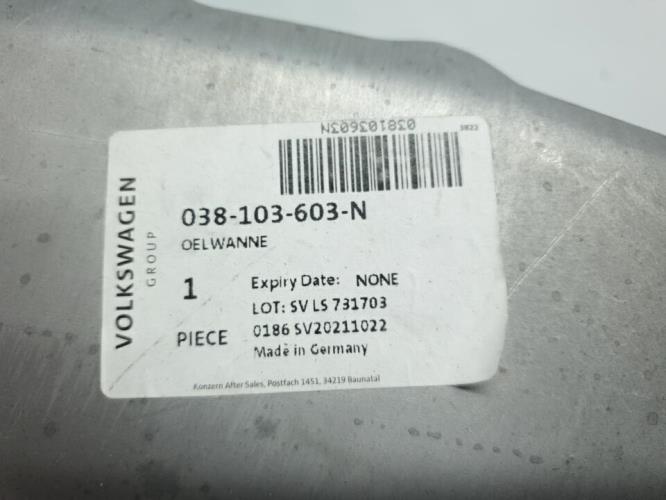 038103603N
3822
038-103-603-N
OELWANNE
VOLKSWAGEN
GROUP
1
PIECE
Expiry Date: NONE
LOT: SV LS 731703
0186 SV20211022
Made in Germany
Konzern After Sales, Postfach 1451, 34219 Baunatal